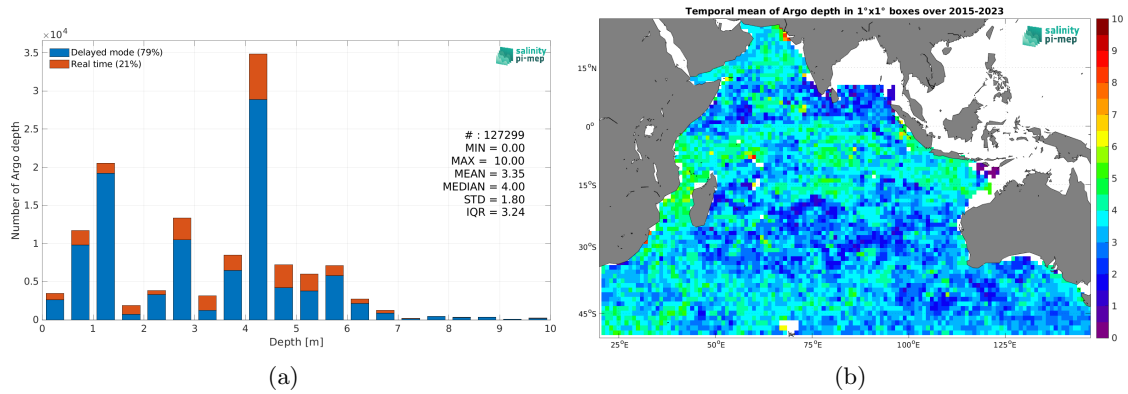 ×10⁴
Delayed mode (79%)
Real time (21%)
salinity
pi-mep
3.5
3
2.5
2
1.5
1
0.5
0
Number of Argo depth
# : 127299
MIN = 0.00
MAX = 10.00
MEAN = 3.35
MEDIAN = 4.00
STD = 1.80
IQR = 3.24
0 1 2 3 4 5 6 7 8 9 10
Depth [m]
(a)
Temporal mean of Argo depth in 1°x1° boxes over 2015-2023
salinity
pi-mep
15°N
0°
15°S
30°S
45°S
25°E 50°E 75°E 100°E 125°E
10
9
8
7
6
5
4
3
2
1
0
(b)